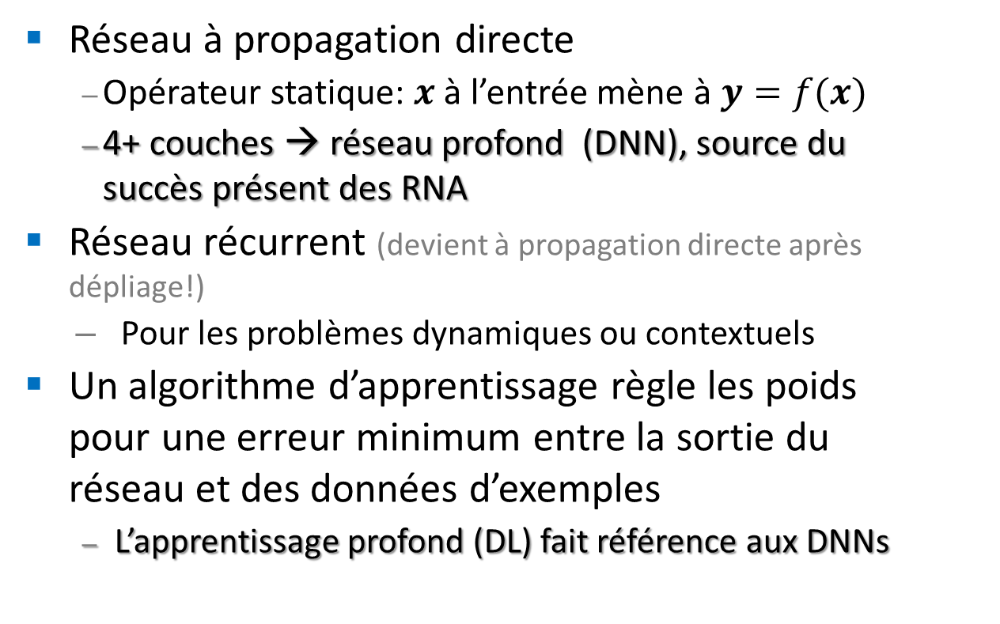 ▪ Réseau à propagation directe
– Opérateur statique: 𝒙 à l’entrée mène à 𝒚 = 𝑓(𝒙)
– 4+ couches → réseau profond (DNN), source du
succès présent des RNA
▪ Réseau récurrent (devient à propagation directe après
dépliage!)
– Pour les problèmes dynamiques ou contextuels
▪ Un algorithme d’apprentissage règle les poids
pour une erreur minimum entre la sortie du
réseau et des données d’exemples
– L’apprentissage profond (DL) fait référence aux DNNs